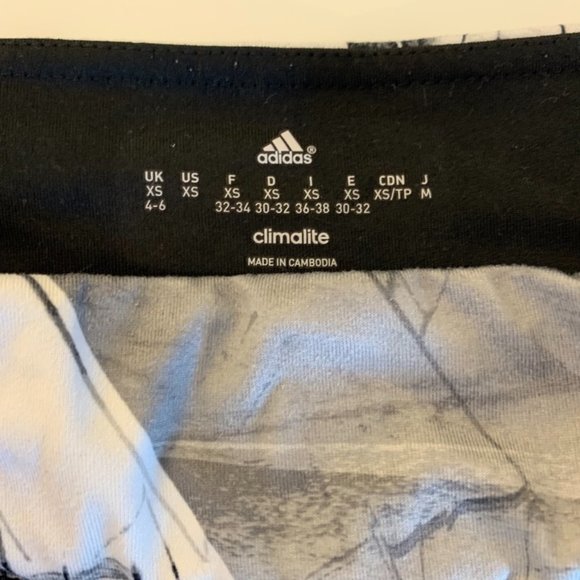 adidas®
UK US F D I E CDN J
XS XS XS XS XS XS XS/TP M
4-6 32-34 30-32 36-38 30-32
climalite
MADE IN CAMBODIA